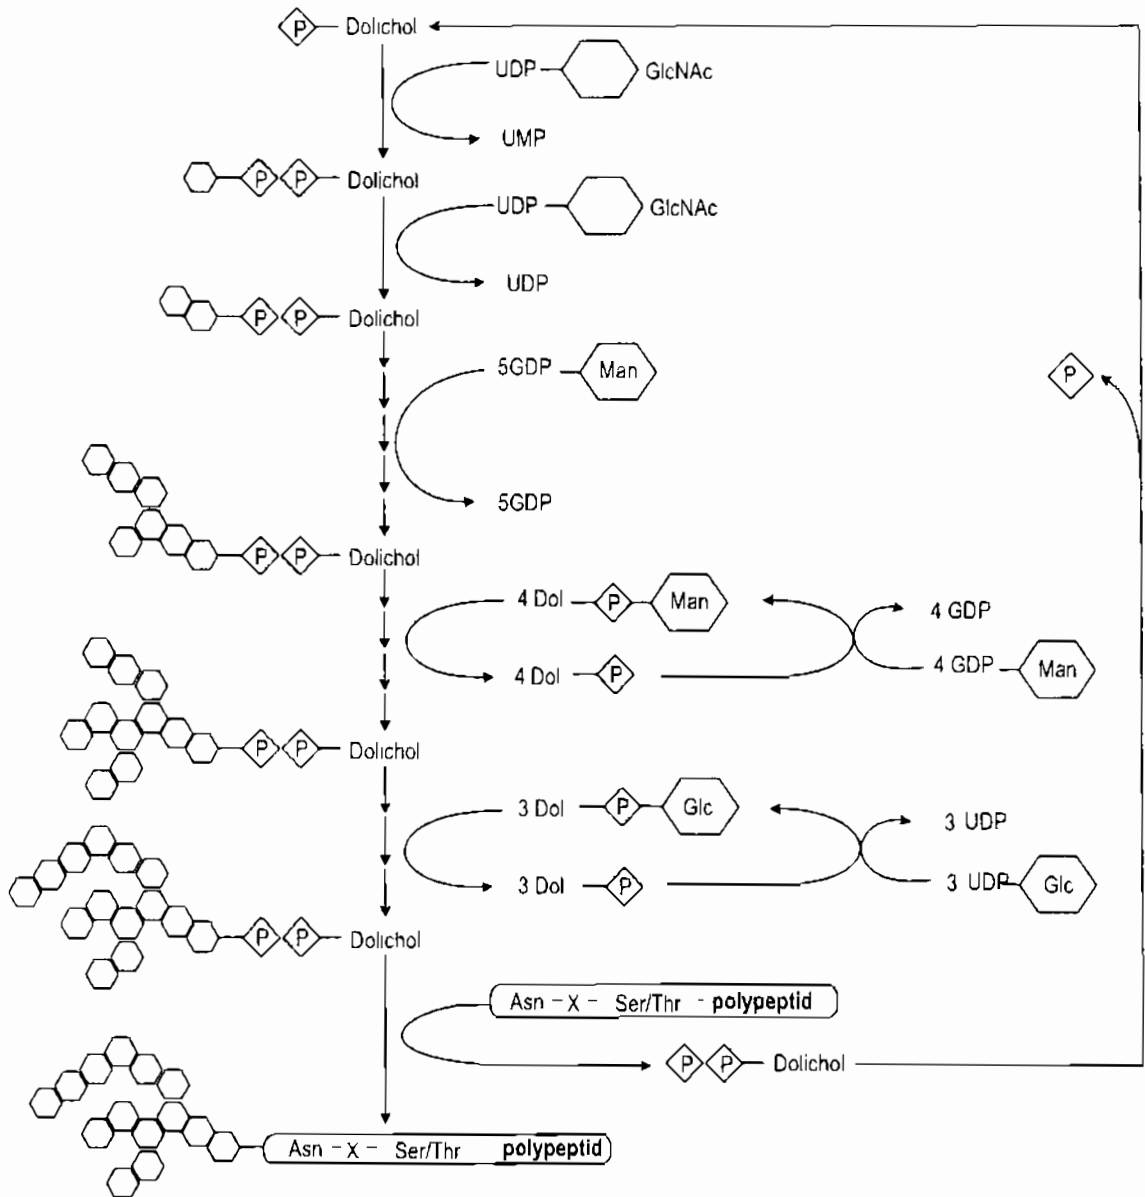 P Dolichol
UDP GlcNAc
UMP
P P Dolichol
UDP GlcNAc
UDP
P P Dolichol
5GDP Man
P
5GDP
P P Dolichol
4 Dol P Man
4 GDP
4 Dol P
4 GDP Man
P P Dolichol
3 Dol P Glc
3 UDP
3 Dol P
3 UDP Glc
P P Dolichol
Asn – X – Ser/Thr - polypeptid
P P Dolichol
Asn – X – Ser/Thr polypeptid